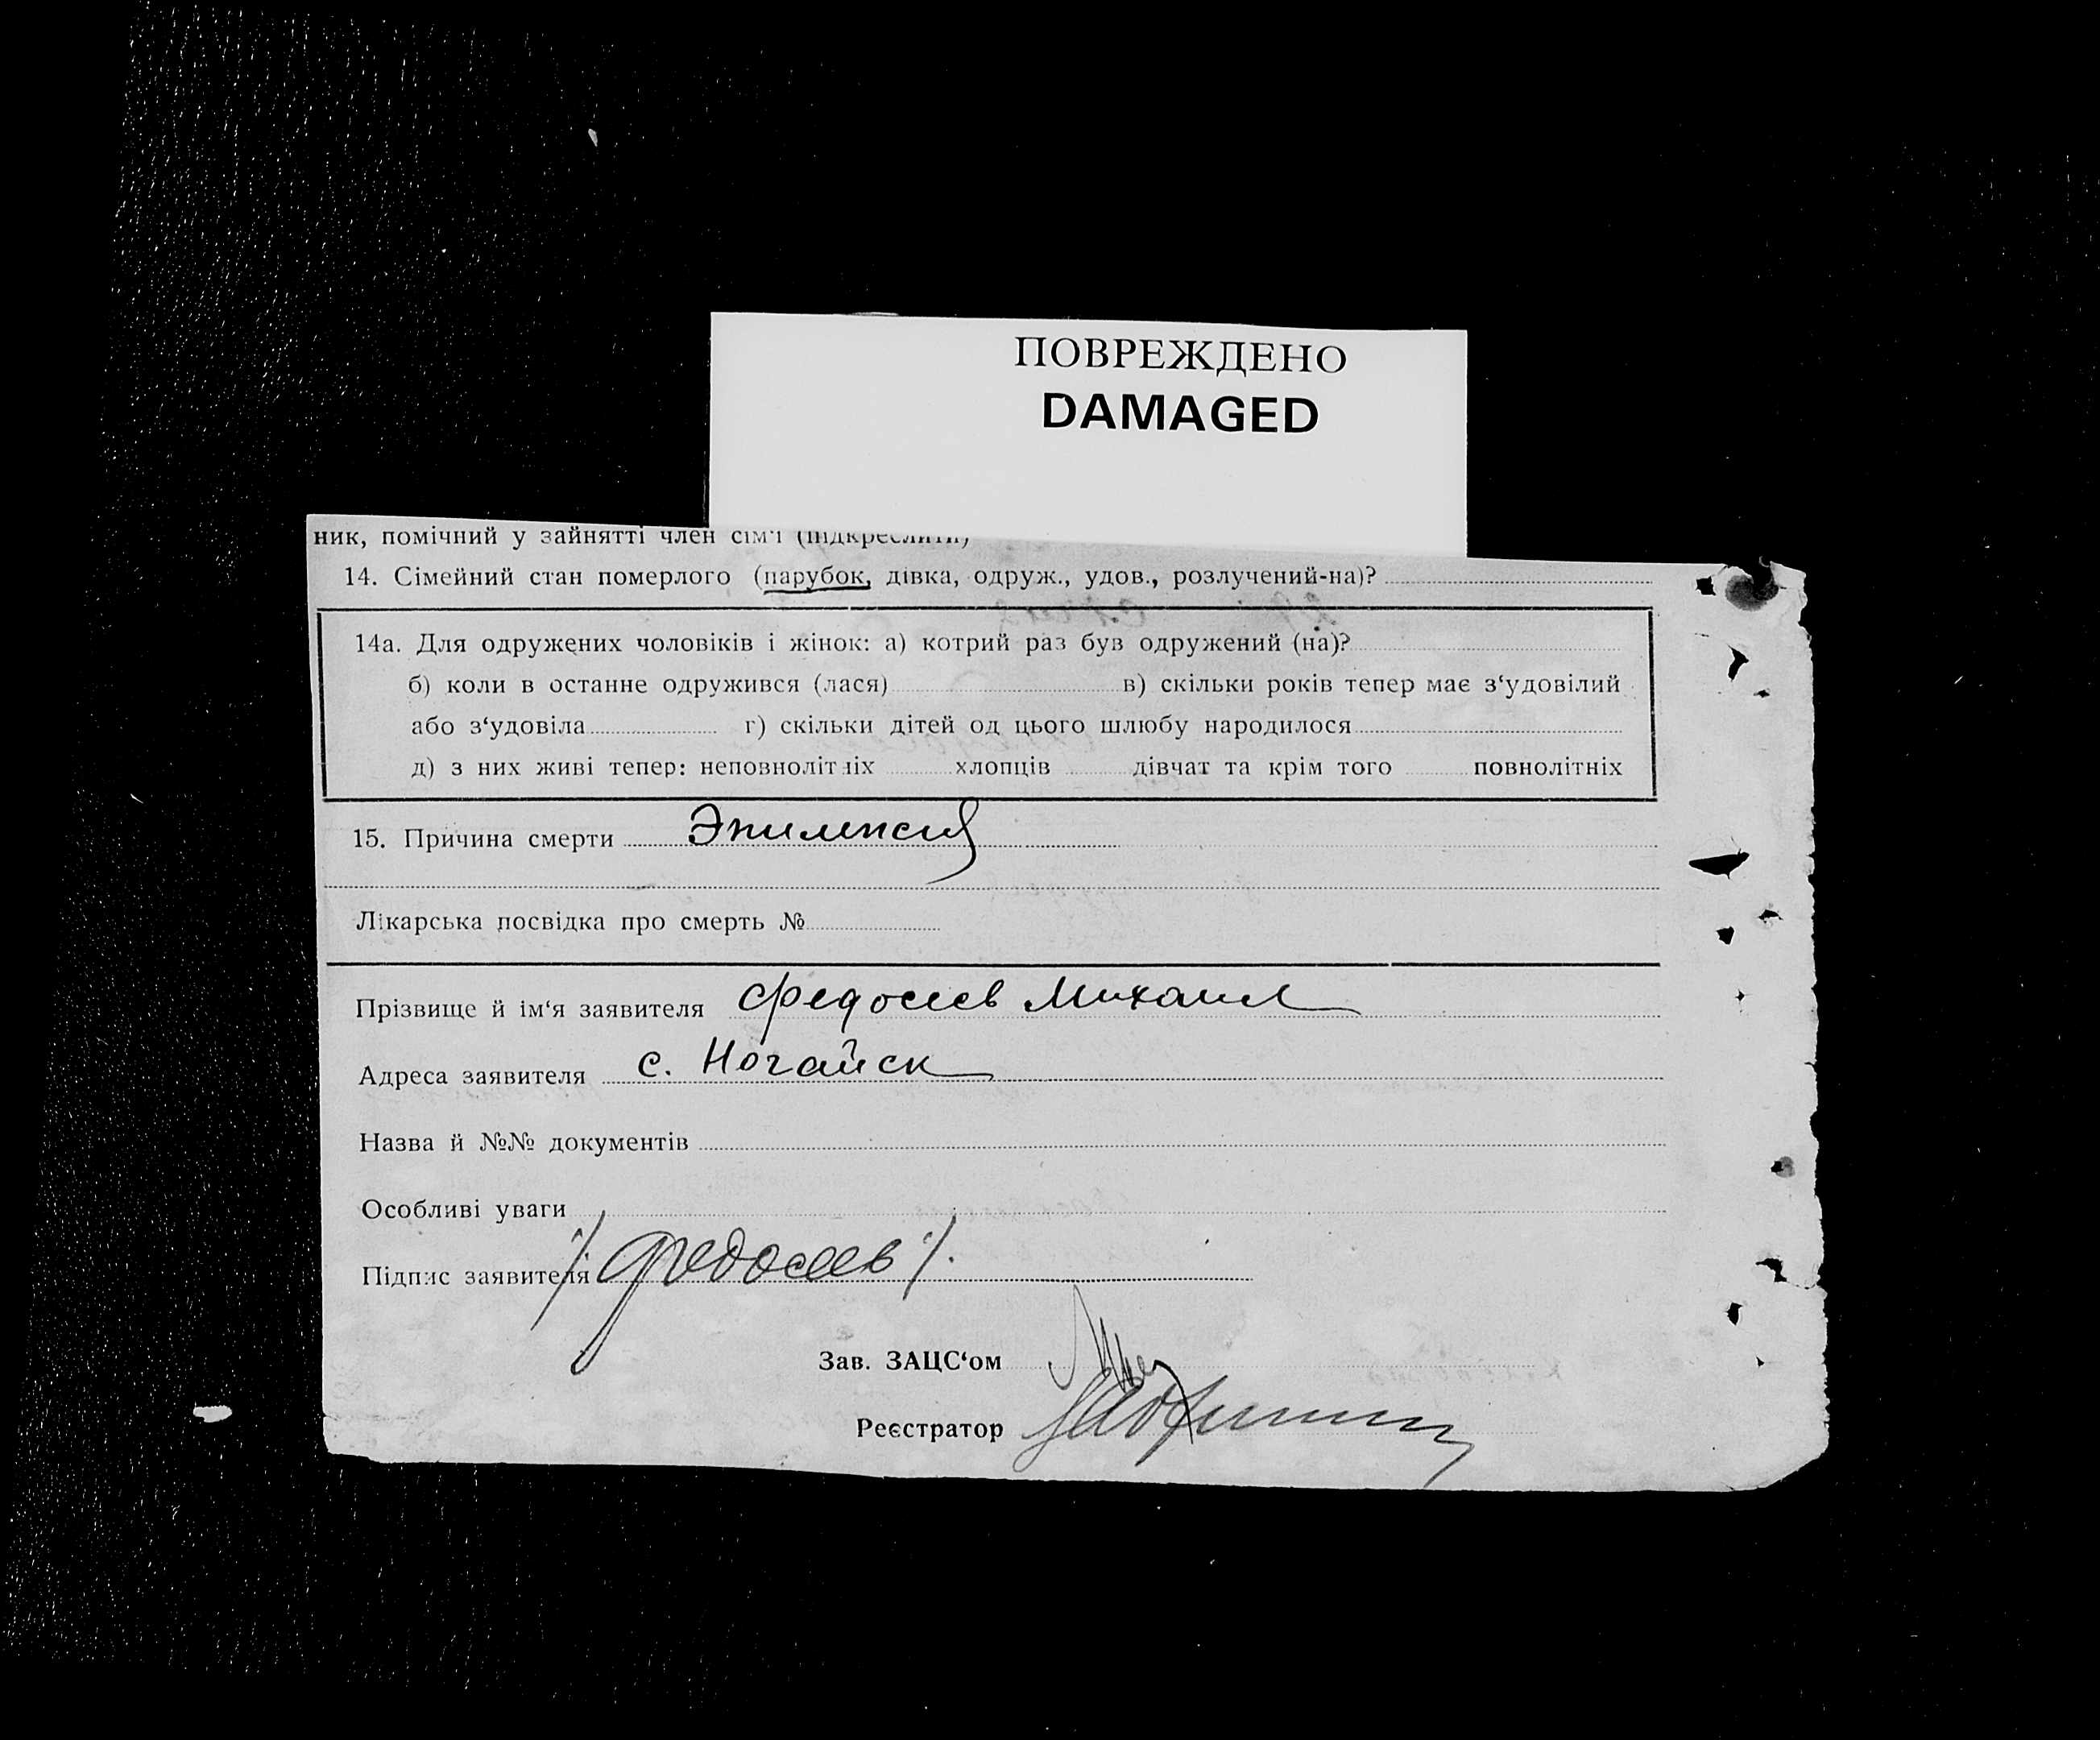 ПОВРЕЖДЕНО
DAMAGED
ник, помічний у зайнятті член сім‘ї (підкреслити)
14. Сімейний стан померлого (парубок, дівка, одруж., удов., розлучений-на)?
14а. Для одружених чоловіків і жінок: а) котрий раз був одружений (на)?
б) коли в останне одружився (лася) в) скільки років тепер має з‘удовілий
або з‘удовіла г) скільки дітей од цього шлюбу народилося
д) з них живі тепер: неповнолітніх хлопців дівчат та крім того повнолітніх
15. Причина смерти Эпилепсия
Лікарська посвідка про смерть №
Прізвище й ім‘я заявителя Федосеев Михаил
Адреса заявителя с. Ногайск
Назва й №№ документів
Особливі уваги
Підпис заявителя /Федосеев/.
Зав. ЗАЦС‘ом
Реєстратор